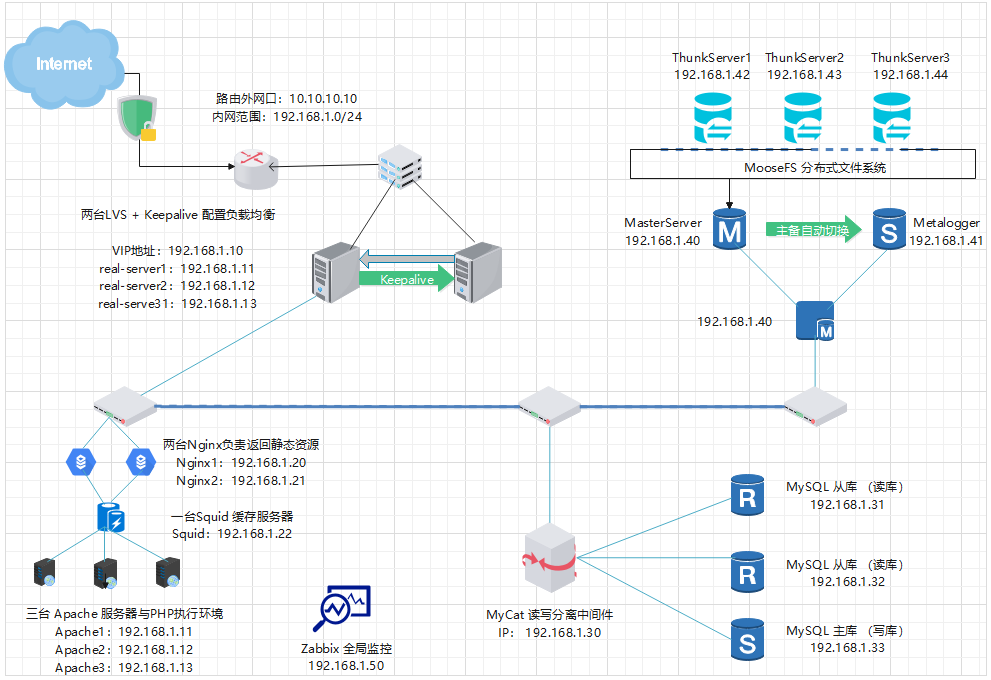 Internet
路由外网口：10.10.10.10
内网范围：192.168.1.0/24
两台LVS + Keepalive 配置负载均衡
VIP地址：192.168.1.10
real-server1：192.168.1.11
real-server2：192.168.1.12
real-serve31：192.168.1.13
Keepalive
ThunkServer1
192.168.1.42
ThunkServer2
192.168.1.43
ThunkServer3
192.168.1.44
MooseFS 分布式文件系统
MasterServer
192.168.1.40
M
主备自动切换
S
Metalogger
192.168.1.41
192.168.1.40
M
两台Nginx负责返回静态资源
Nginx1：192.168.1.20
Nginx2：192.168.1.21
一台Squid 缓存服务器
Squid：192.168.1.22
三台 Apache 服务器与PHP执行环境
Apache1：192.168.1.11
Apache2：192.168.1.12
Apache3：192.168.1.13
Zabbix 全局监控
192.168.1.50
MyCat 读写分离中间件
IP： 192.168.1.30
R
MySQL 从库 （读库）
192.168.1.31
R
MySQL 从库 （读库）
192.168.1.32
S
MySQL 主库 （写库）
192.168.1.33